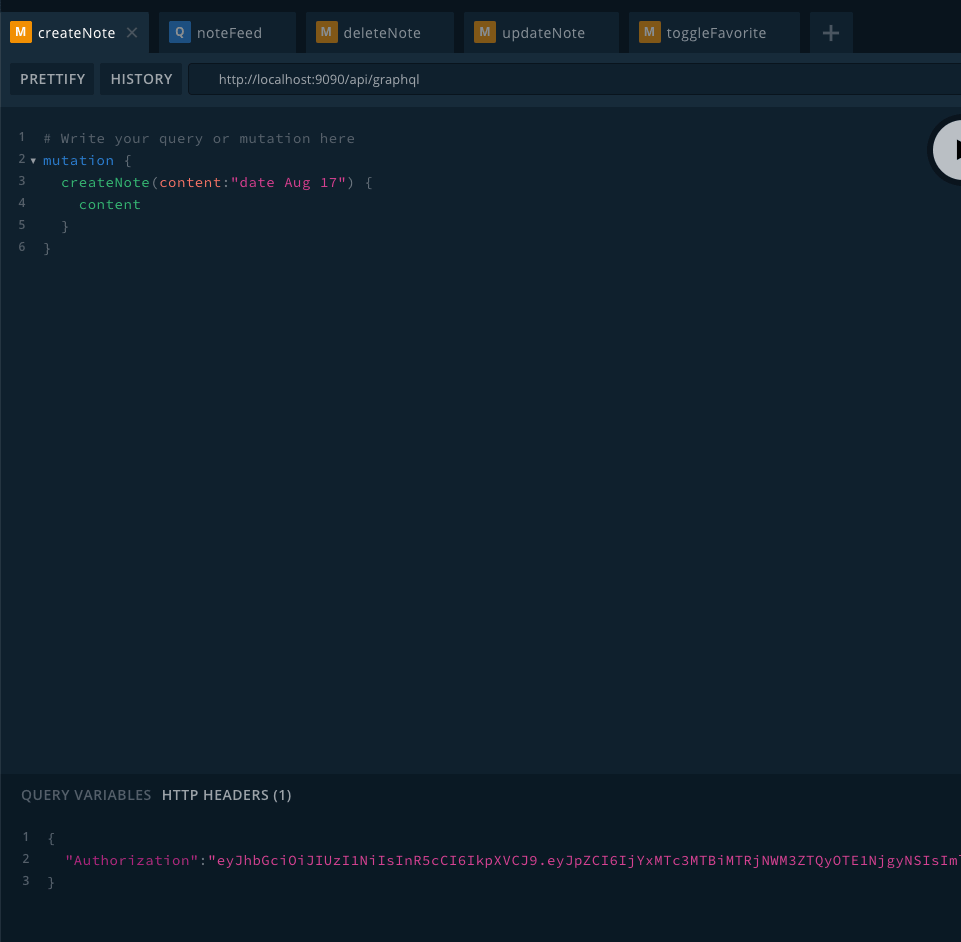 M createNote Q noteFeed M deleteNote M updateNote M toggleFavorite
PRETTIFY HISTORY http://localhost:9090/api/graphql
1 # Write your query or mutation here
2 mutation {
3 createNote(content:"date Aug 17") {
4 content
5 }
6 }
QUERY VARIABLES HTTP HEADERS (1)
1 {
2 "Authorization":"eyJhbGciOiJIUzI1NiIsInR5cCI6IkpXVCJ9.eyJpZCI6IjYxMTc3MTBiMTRjNWM3ZTQyOTE1NjgyNSIsIm
3 }